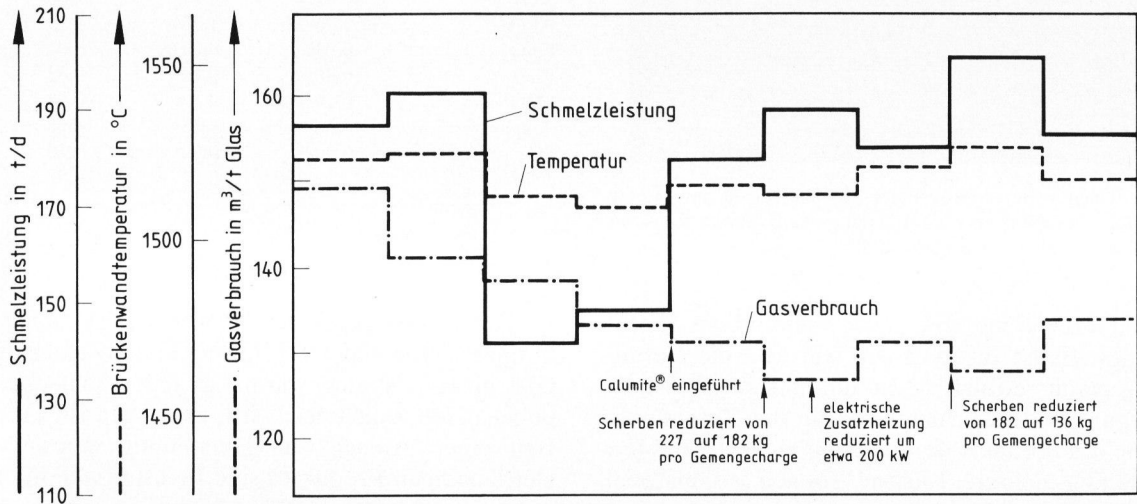 Schmelzleistung in t/d
210
190
170
150
130
110
Brückenwandtemperatur in °C
1550
1500
1450
Gasverbrauch in m³/t Glas
160
140
120
Schmelzleistung
Temperatur
Gasverbrauch
Calumite® eingeführt
Scherben reduziert von
227 auf 182 kg
pro Gemengecharge
elektrische
Zusatzheizung
reduziert um
etwa 200 kW
Scherben reduziert
von 182 auf 136 kg
pro Gemengecharge